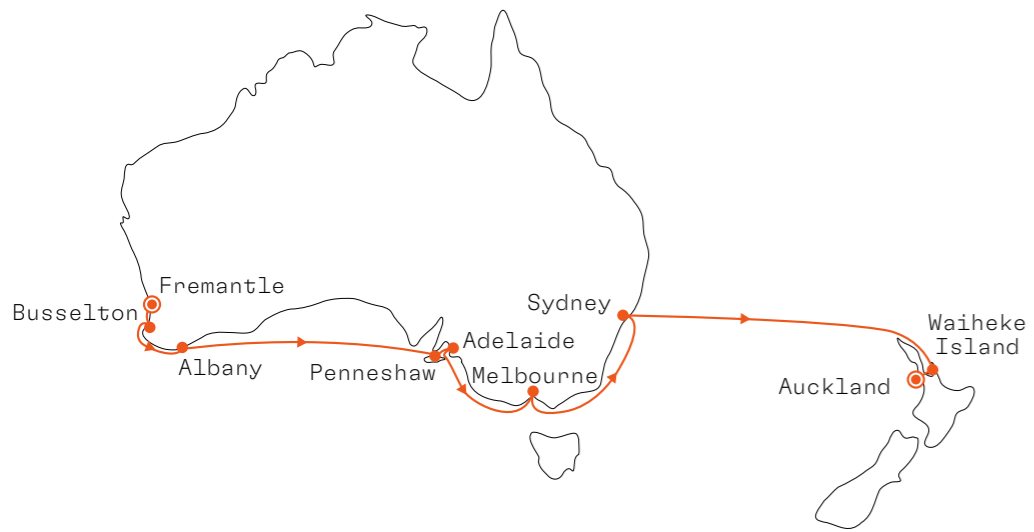 Fremantle
Busselton
Albany
Penneshaw
Adelaide
Melbourne
Sydney
Waiheke
Island
Auckland